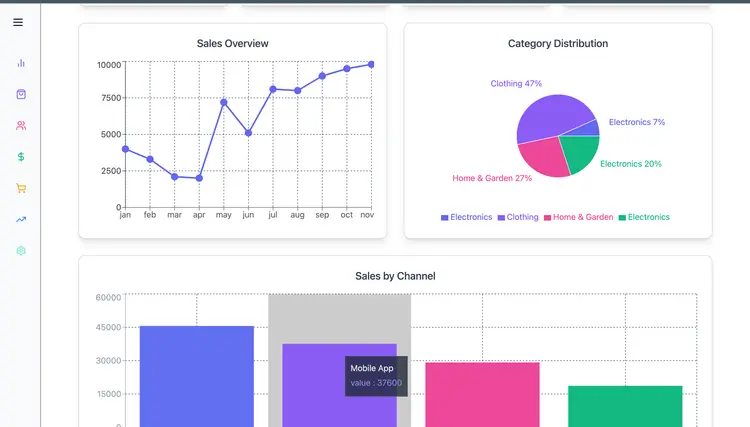 Sales Overview
10000
7500
5000
2500
0
jan feb mar apr may jun jul aug sep oct nov
Category Distribution
Clothing 47%
Electronics 7%
Electronics 20%
Home & Garden 27%
Electronics Clothing Home & Garden Electronics
Sales by Channel
60000
45000
30000
15000
0
Mobile App
value : 37600